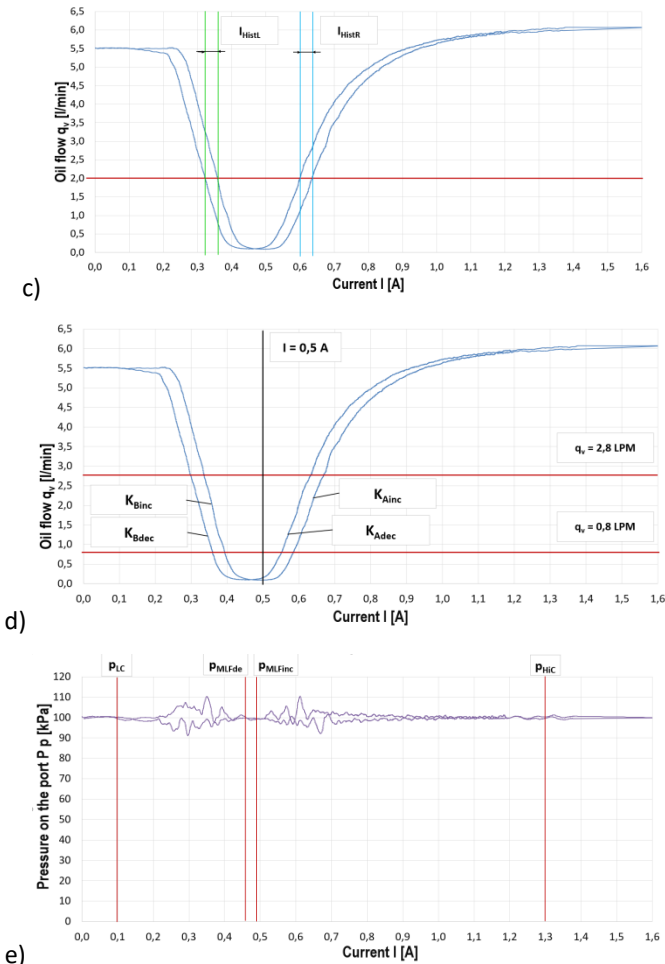 I HistL
I HistR
6,5
6,0
5,5
5,0
4,5
4,0
3,5
3,0
2,5
2,0
1,5
1,0
0,5
0,0
Oil flow qv [l/min]
0,0 0,1 0,2 0,3 0,4 0,5 0,6 0,7 0,8 0,9 1,0 1,1 1,2 1,3 1,4 1,5 1,6
Current I [A]
c)
6,5
6,0
5,5
5,0
4,5
4,0
3,5
3,0
2,5
2,0
1,5
1,0
0,5
0,0
Oil flow qv [l/min]
I = 0,5 A
qv = 2,8 LPM
KBinc
KAinc
KBdec
KAdec
qv = 0,8 LPM
0,0 0,1 0,2 0,3 0,4 0,5 0,6 0,7 0,8 0,9 1,0 1,1 1,2 1,3 1,4 1,5 1,6
Current I [A]
d)
pLC
pMLFde
pMLFinc
pHiC
120
110
100
90
80
70
60
50
40
30
20
10
0
Pressure on the port P p [kPa]
0,0 0,1 0,2 0,3 0,4 0,5 0,6 0,7 0,8 0,9 1,0 1,1 1,2 1,3 1,4 1,5 1,6
Current I [A]
e)